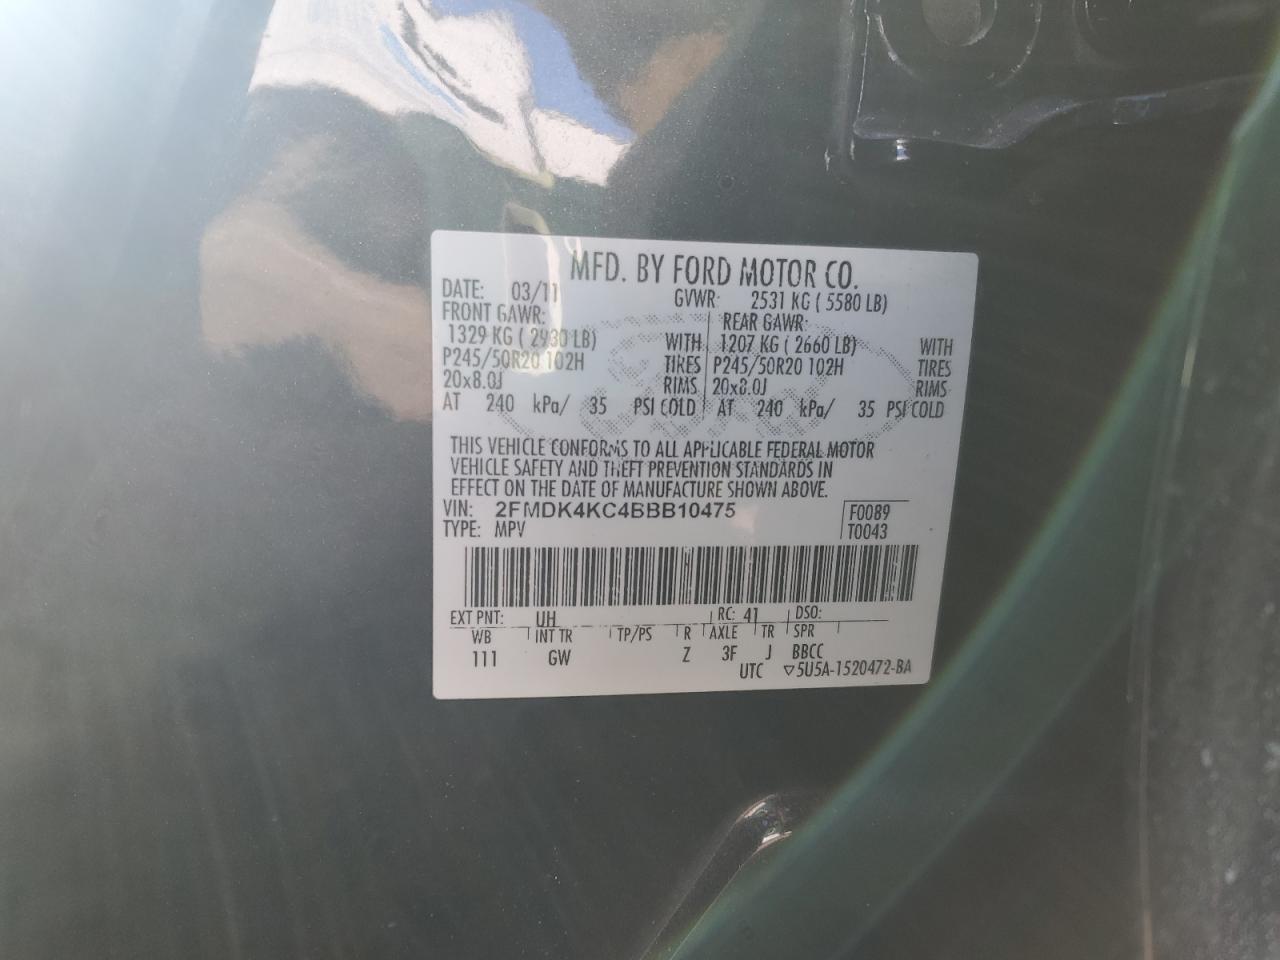 MFD. BY FORD MOTOR CO.
DATE: 03/11 GVWR: 2531 KG ( 5580 LB)
FRONT GAWR: REAR GAWR:
1329 KG ( 2930 LB) WITH 1207 KG ( 2660 LB) WITH
P245/50R20 102H TIRES P245/50R20 102H TIRES
20x8.0J RIMS 20x8.0J RIMS
AT 240 kPa/ 35 PSI COLD AT 240 kPa/ 35 PSI COLD
THIS VEHICLE CONFORMS TO ALL APPLICABLE FEDERAL MOTOR
VEHICLE SAFETY AND THEFT PREVENTION STANDARDS IN
EFFECT ON THE DATE OF MANUFACTURE SHOWN ABOVE.
VIN: 2FMDK4KC4BBB10475 F0089
TYPE: MPV T0043
EXT PNT: UH RC: 41 DSO:
WB INT TR TP/PS R AXLE TR SPR
111 GW Z 3F J BBCC
UTC ▽5U5A-1520472-BA